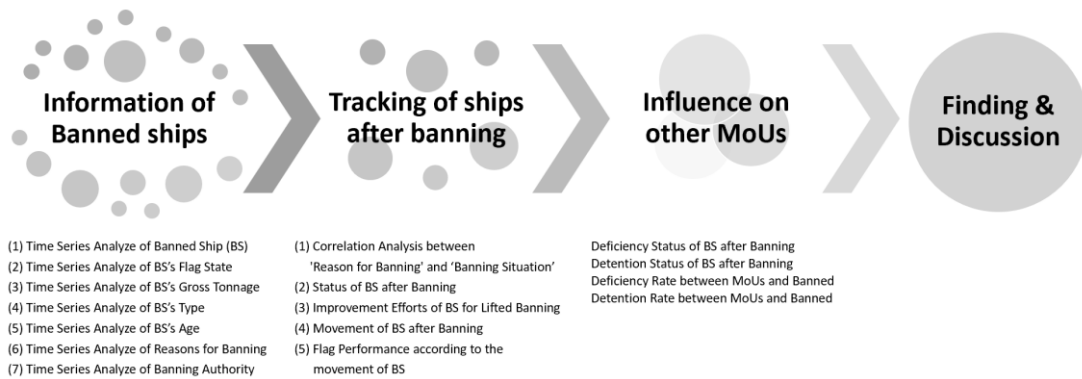 Information of
Banned ships
Tracking of ships
after banning
Influence on
other MoUs
Finding &
Discussion
(1) Time Series Analyze of Banned Ship (BS)
(2) Time Series Analyze of BS's Flag State
(3) Time Series Analyze of BS's Gross Tonnage
(4) Time Series Analyze of BS's Type
(5) Time Series Analyze of BS's Age
(6) Time Series Analyze of Reasons for Banning
(7) Time Series Analyze of Banning Authority
(1) Correlation Analysis between
'Reason for Banning' and ‘Banning Situation’
(2) Status of BS after Banning
(3) Improvement Efforts of BS for Lifted Banning
(4) Movement of BS after Banning
(5) Flag Performance according to the
movement of BS
Deficiency Status of BS after Banning
Detention Status of BS after Banning
Deficiency Rate between MoUs and Banned
Detention Rate between MoUs and Banned